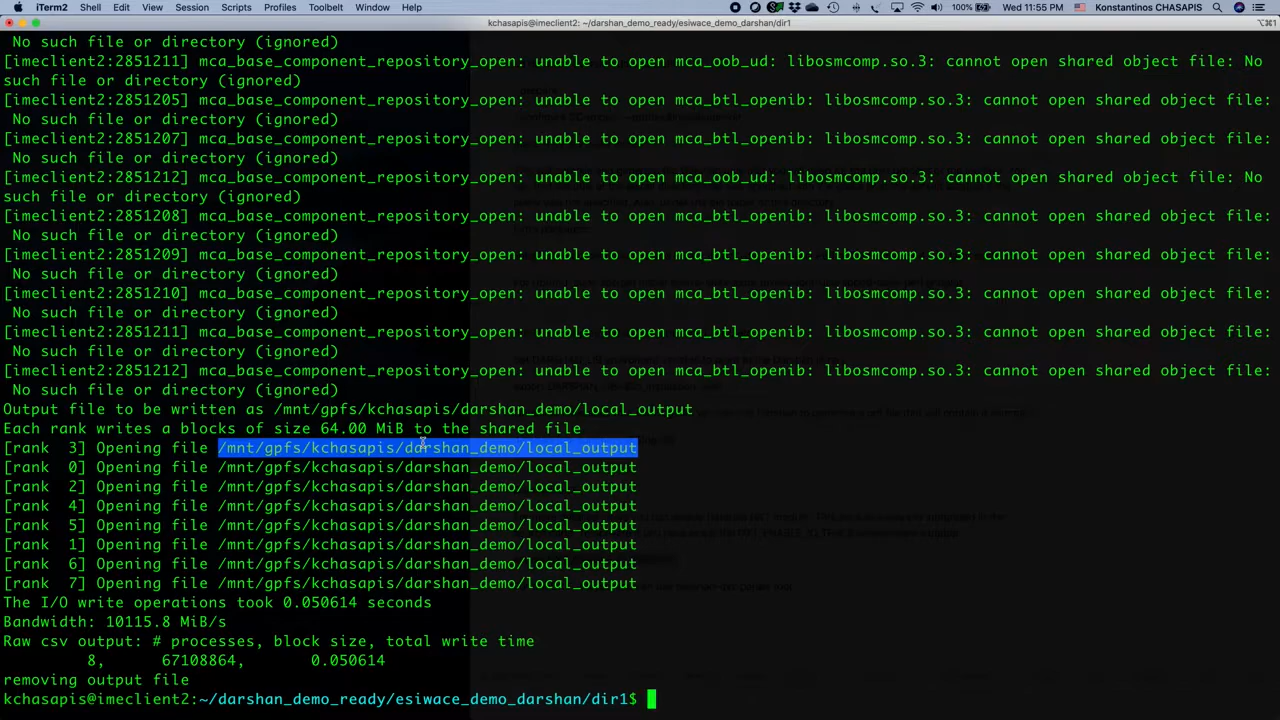 iTerm2 Shell Edit View Session Scripts Profiles Toolbelt Window Help 100% Wed 11:55 PM Konstantinos CHASAPIS
kchasapis@imeclient2: ~/darshan_demo_ready/esiwace_demo_darshan/dir1 ⌥⌘1
No such file or directory (ignored)
[imeclient2:2851211] mca_base_component_repository_open: unable to open mca_oob_ud: libosmcomp.so.3: cannot open shared object file: No
such file or directory (ignored)
[imeclient2:2851205] mca_base_component_repository_open: unable to open mca_btl_openib: libosmcomp.so.3: cannot open shared object file:
No such file or directory (ignored)
[imeclient2:2851207] mca_base_component_repository_open: unable to open mca_btl_openib: libosmcomp.so.3: cannot open shared object file:
No such file or directory (ignored)
[imeclient2:2851212] mca_base_component_repository_open: unable to open mca_oob_ud: libosmcomp.so.3: cannot open shared object file: No
such file or directory (ignored)
[imeclient2:2851208] mca_base_component_repository_open: unable to open mca_btl_openib: libosmcomp.so.3: cannot open shared object file:
No such file or directory (ignored)
[imeclient2:2851209] mca_base_component_repository_open: unable to open mca_btl_openib: libosmcomp.so.3: cannot open shared object file:
No such file or directory (ignored)
[imeclient2:2851210] mca_base_component_repository_open: unable to open mca_btl_openib: libosmcomp.so.3: cannot open shared object file:
No such file or directory (ignored)
[imeclient2:2851211] mca_base_component_repository_open: unable to open mca_btl_openib: libosmcomp.so.3: cannot open shared object file:
No such file or directory (ignored)
[imeclient2:2851212] mca_base_component_repository_open: unable to open mca_btl_openib: libosmcomp.so.3: cannot open shared object file:
No such file or directory (ignored)
Output file to be written as /mnt/gpfs/kchasapis/darshan_demo/local_output
Each rank writes a blocks of size 64.00 MiB to the shared file
[rank  3] Opening file /mnt/gpfs/kchasapis/darshan_demo/local_output
[rank  0] Opening file /mnt/gpfs/kchasapis/darshan_demo/local_output
[rank  2] Opening file /mnt/gpfs/kchasapis/darshan_demo/local_output
[rank  4] Opening file /mnt/gpfs/kchasapis/darshan_demo/local_output
[rank  5] Opening file /mnt/gpfs/kchasapis/darshan_demo/local_output
[rank  1] Opening file /mnt/gpfs/kchasapis/darshan_demo/local_output
[rank  6] Opening file /mnt/gpfs/kchasapis/darshan_demo/local_output
[rank  7] Opening file /mnt/gpfs/kchasapis/darshan_demo/local_output
The I/O write operations took 0.050614 seconds
Bandwidth: 10115.8 MiB/s
Raw csv output: # processes, block size, total write time
8, 67108864, 0.050614
removing output file
kchasapis@imeclient2:~/darshan_demo_ready/esiwace_demo_darshan/dir1$